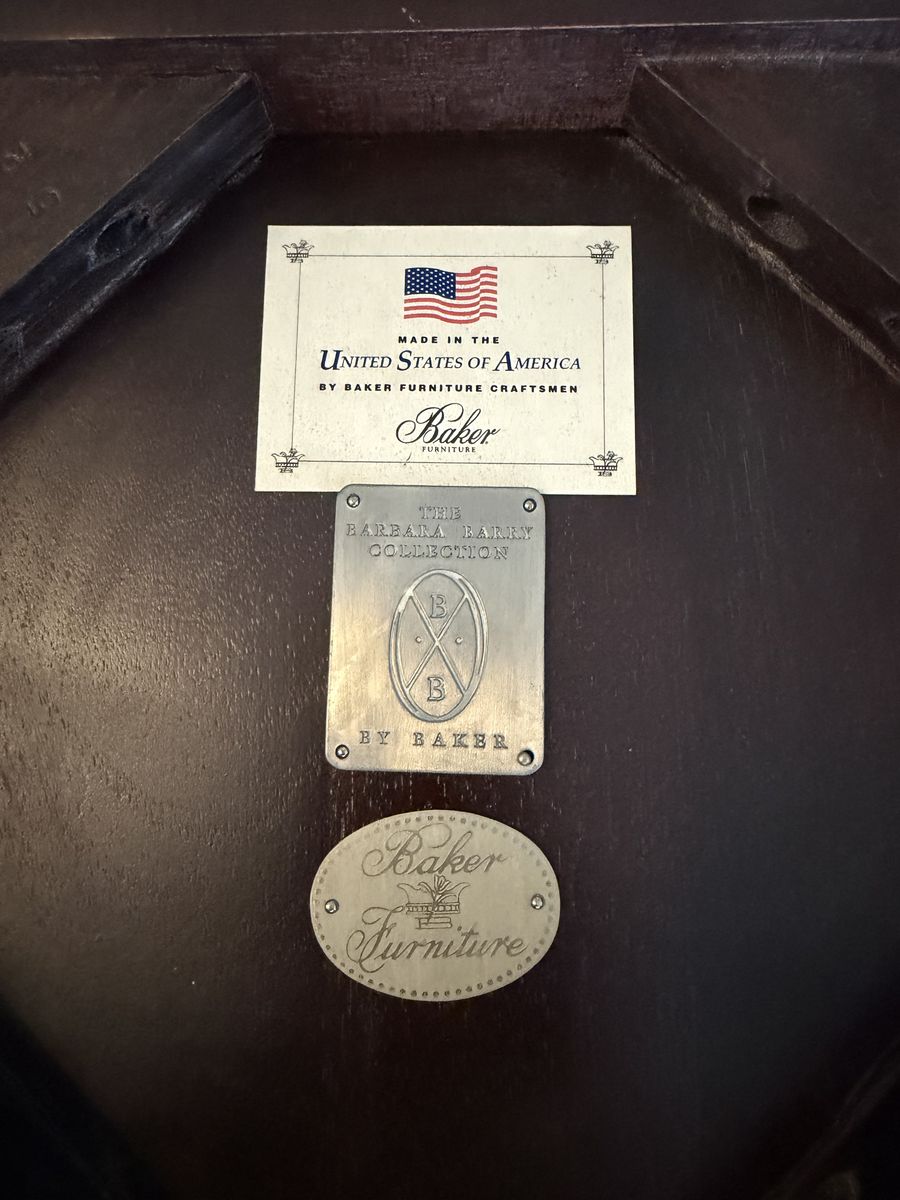 MADE IN THE
UNITED STATES OF AMERICA
BY BAKER FURNITURE CRAFTSMEN
Baker
FURNITURE
THE
BARBARA BARRY
COLLECTION
B
B
BY BAKER
Baker
Furniture